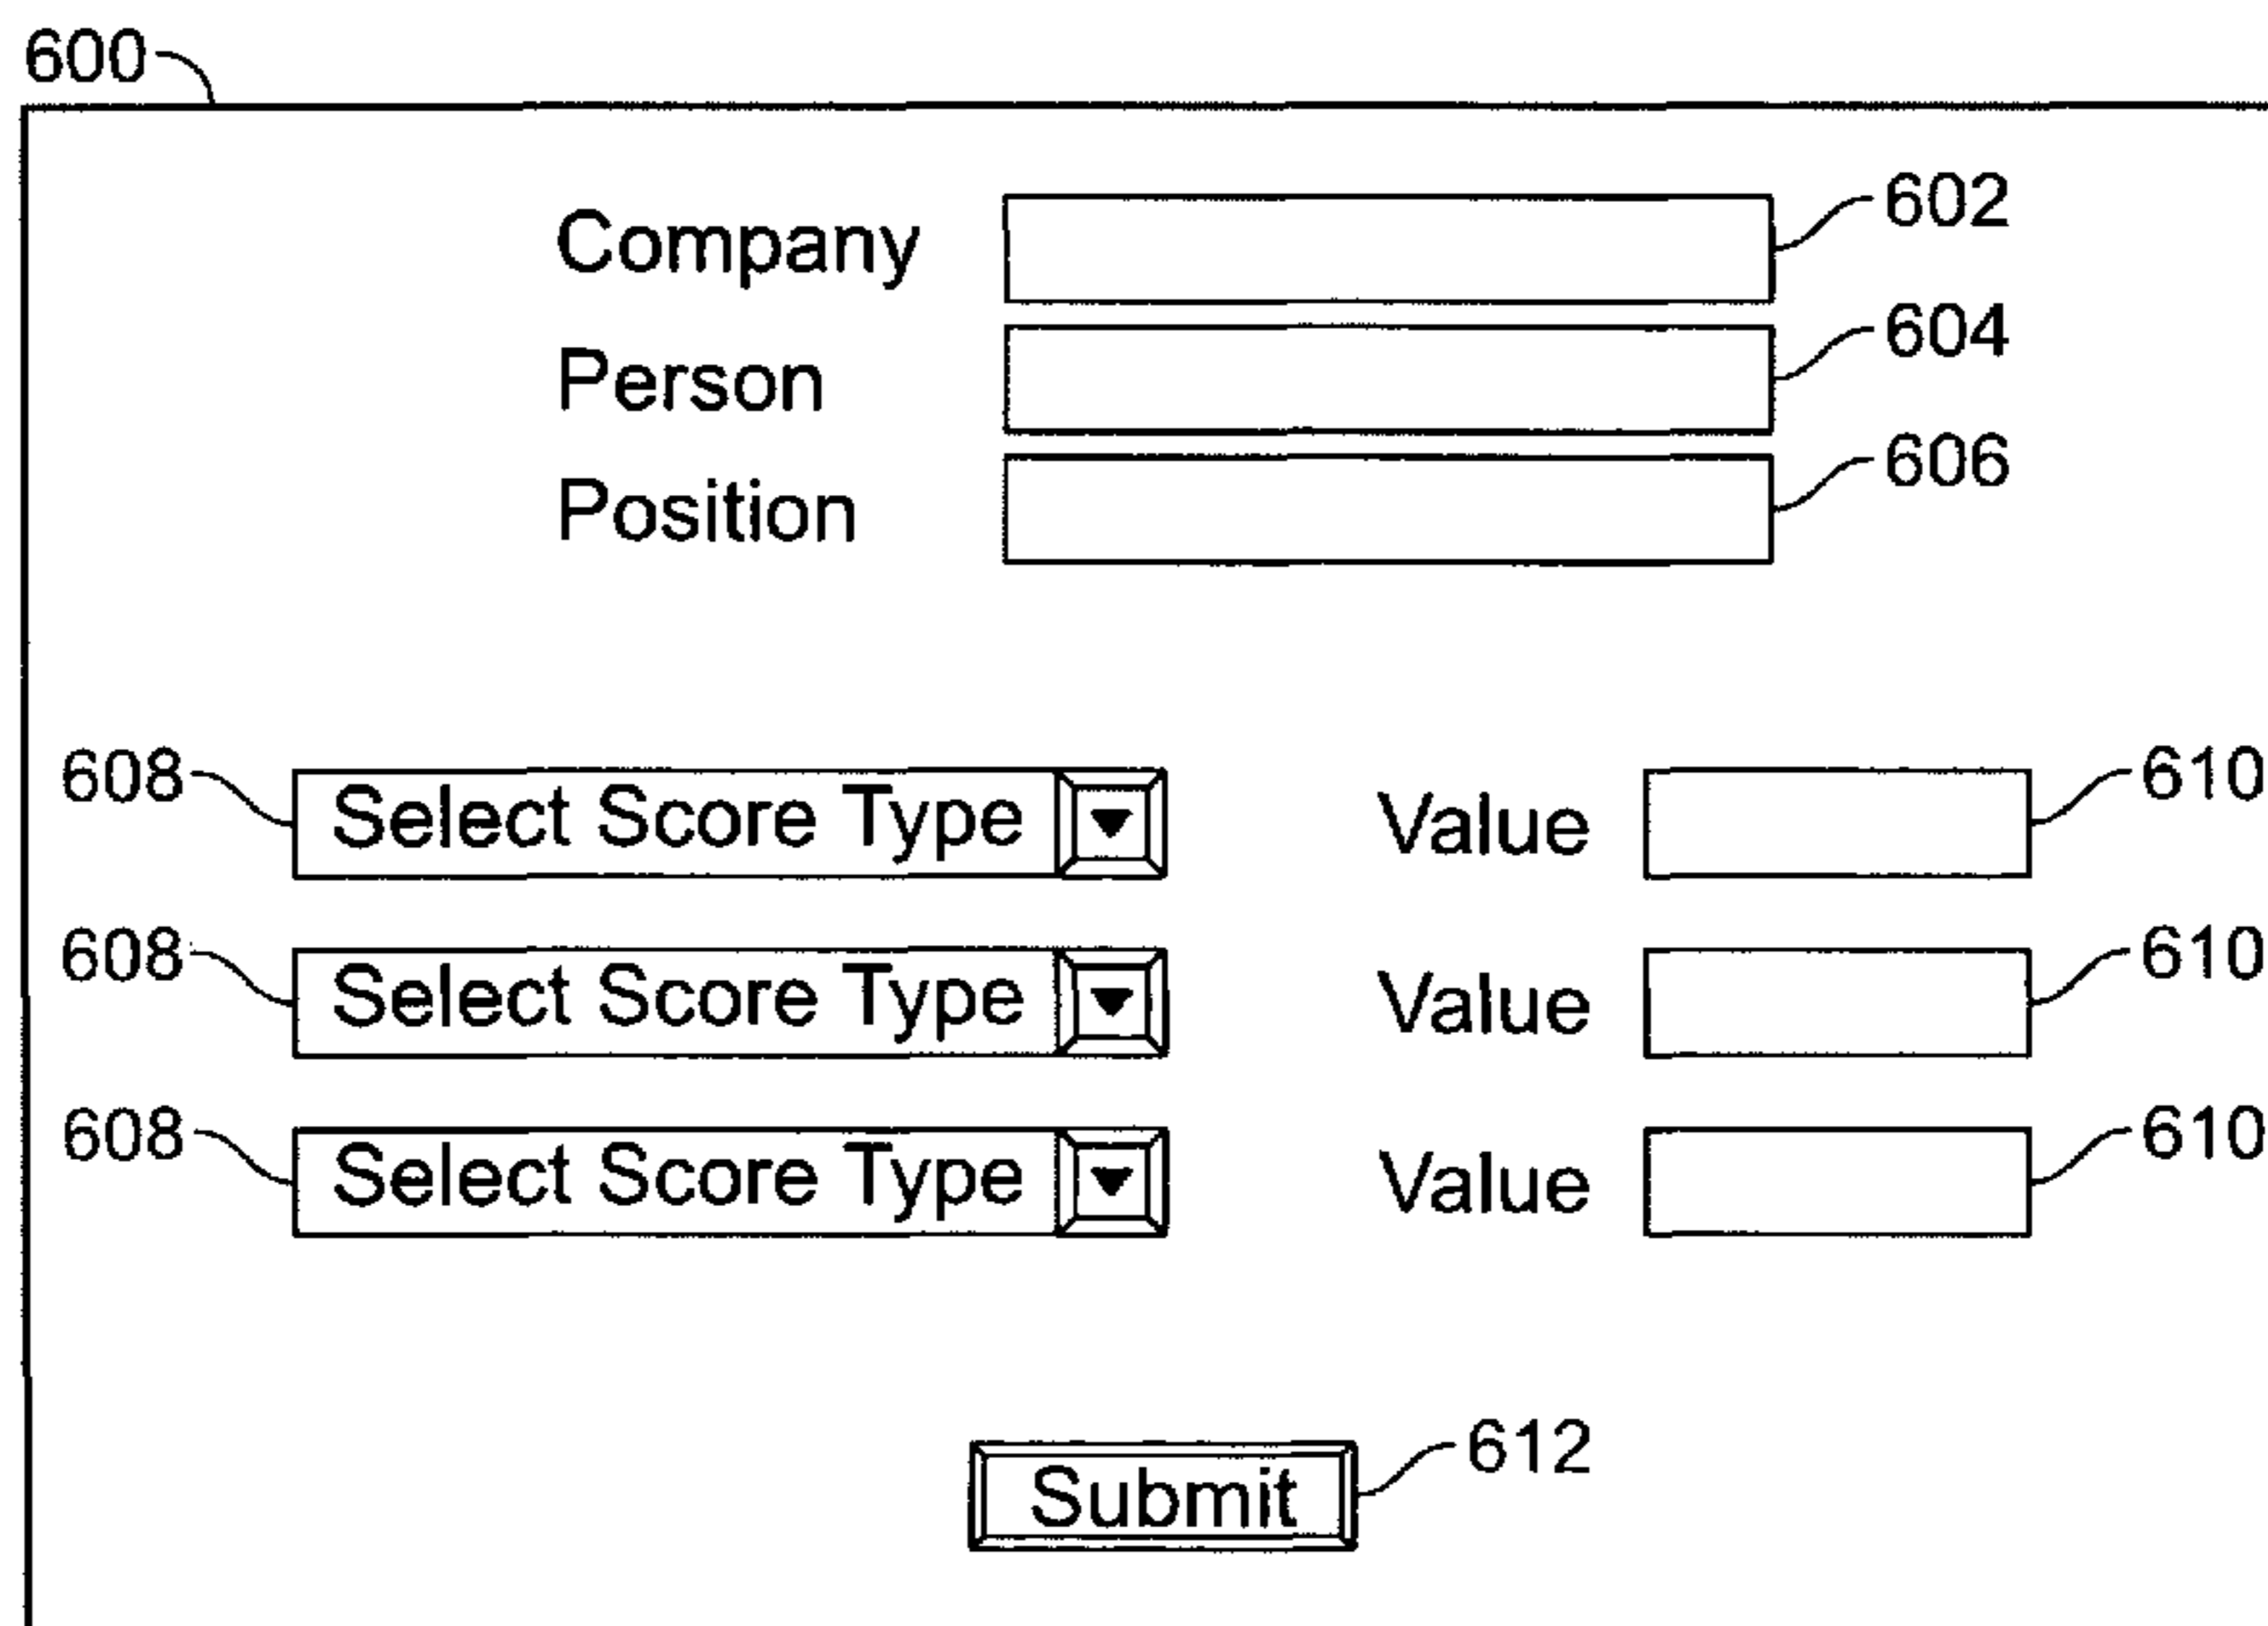 600
Company 602
Person 604
Position 606
608 Select Score Type Value 610
608 Select Score Type Value 610
608 Select Score Type Value 610
Submit 612